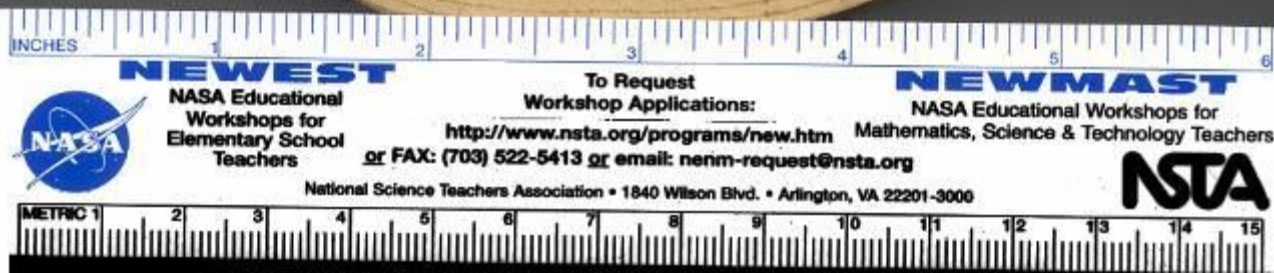 INCHES 1 2 3 4 5 6
NEWEST
NASA Educational
Workshops for
Elementary School
Teachers
NASA
To Request
Workshop Applications:
http://www.nsta.org/programs/new.htm
or FAX: (703) 522-5413 or email: nenm-request@nsta.org
National Science Teachers Association • 1840 Wilson Blvd. • Arlington, VA 22201-3000
NEWMAST
NASA Educational Workshops for
Mathematics, Science & Technology Teachers
NSTA
METRIC 1 2 3 4 5 6 7 8 9 10 11 12 13 14 15